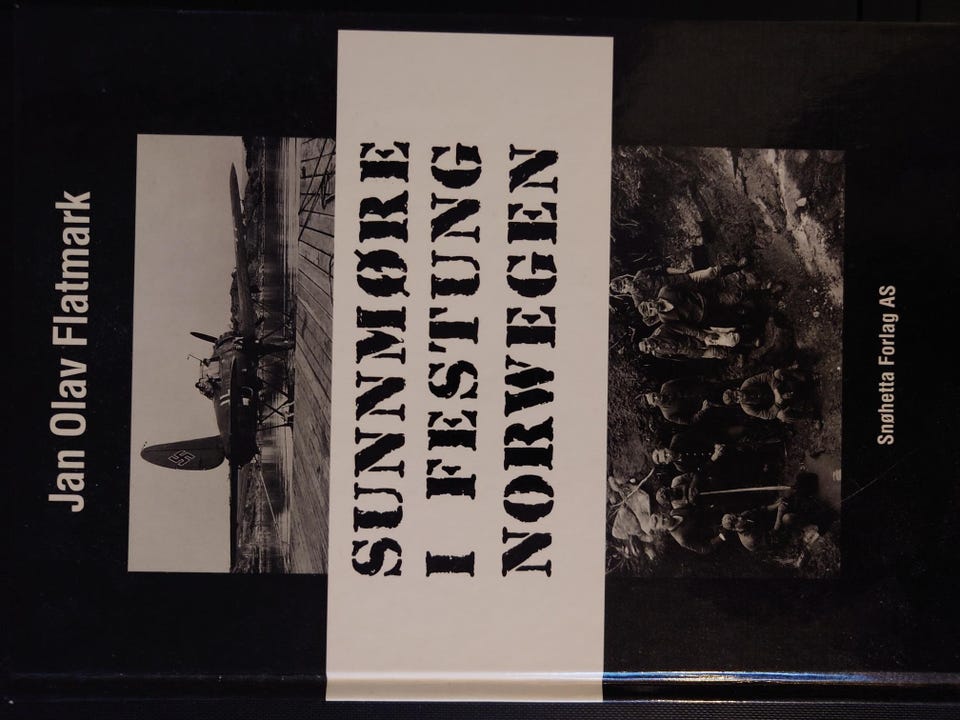 Jan Olav Flatmark
SUNNMØRE
I FESTUNG
NORWEGEN
Snøhetta Forlag AS